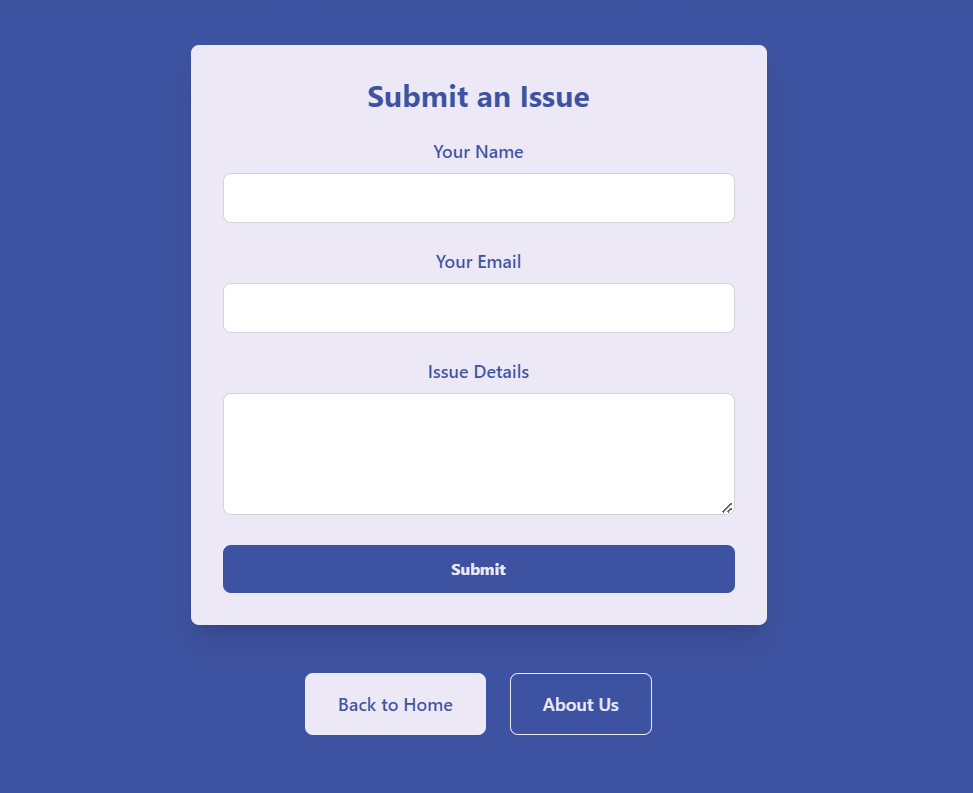 Submit an Issue
Your Name
Your Email
Issue Details
Submit
Back to Home
About Us